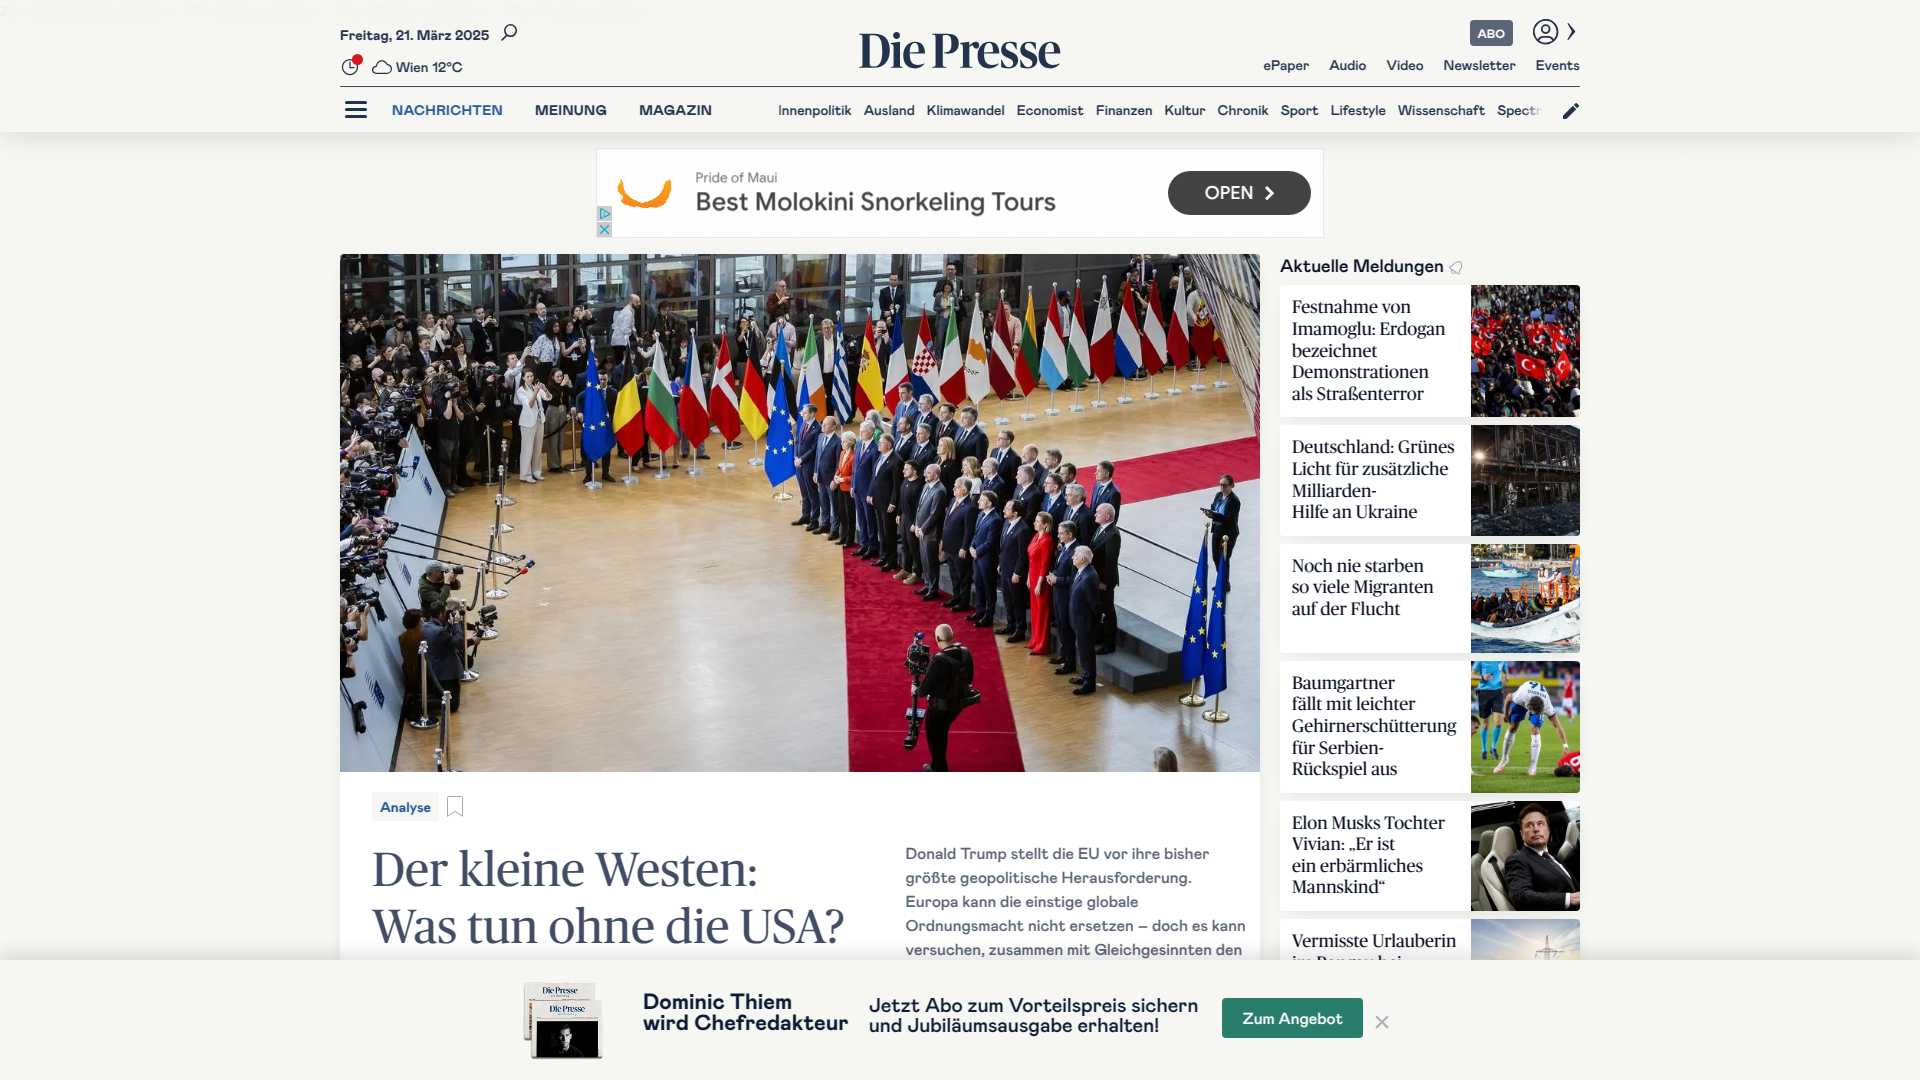 Freitag, 21. März 2025
Wien 12°C
Die Presse
ABO
ePaper Audio Video Newsletter Events
NACHRICHTEN MEINUNG MAGAZIN
Innenpolitik Ausland Klimawandel Economist Finanzen Kultur Chronik Sport Lifestyle Wissenschaft
Pride of Maui
Best Molokini Snorkeling Tours
OPEN
Analyse
Der kleine Westen:
Was tun ohne die USA?
Donald Trump stellt die EU vor ihre bisher
größte geopolitische Herausforderung.
Europa kann die einstige globale
Ordnungsmacht nicht ersetzen – doch es kann
versuchen, zusammen mit Gleichgesinnten den
Aktuelle Meldungen
Festnahme von
Imamoglu: Erdogan
bezeichnet
Demonstrationen
als Straßenterror
Deutschland: Grünes
Licht für zusätzliche
Milliarden-
Hilfe an Ukraine
Noch nie starben
so viele Migranten
auf der Flucht
Baumgartner
fällt mit leichter
Gehirnerschütterung
für Serbien-
Rückspiel aus
Elon Musks Tochter
Vivian: „Er ist
ein erbärmliches
Mannskind“
Vermisste Urlauberin
Die Presse
Die Presse
Dominic Thiem
wird Chefredakteur
Jetzt Abo zum Vorteilspreis sichern
und Jubiläumsausgabe erhalten!
Zum Angebot